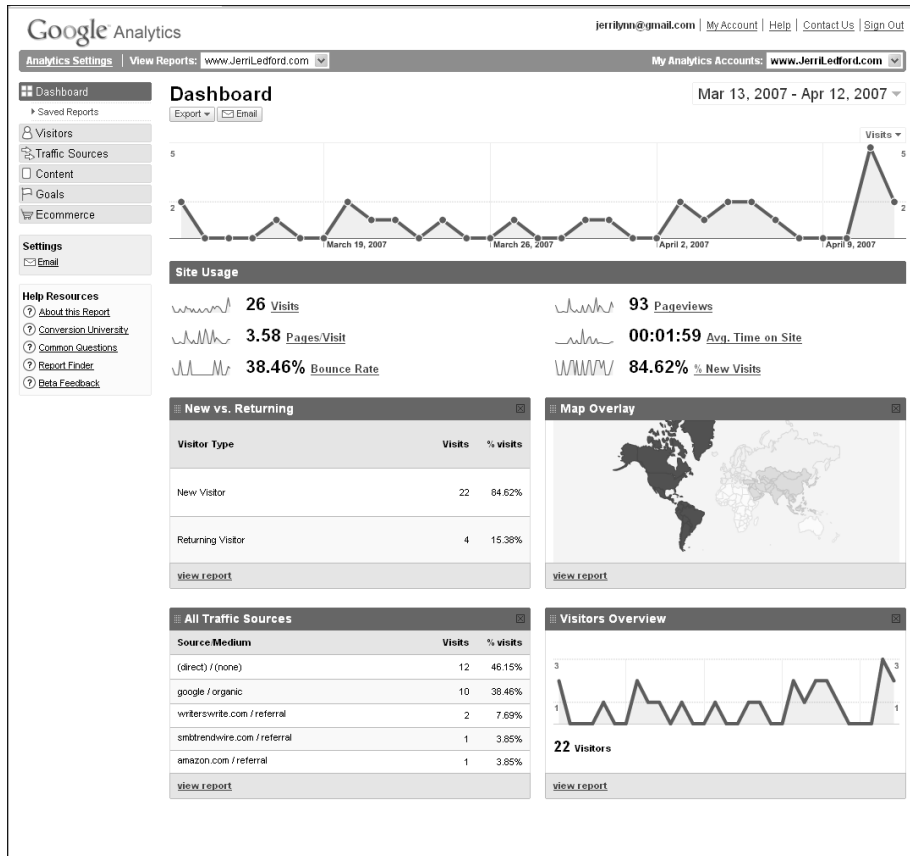 Google Analytics
jerrilynn@gmail.com | My Account | Help | Contact Us | Sign Out
Analytics Settings | View Reports: www.JerriLedford.com
My Analytics Accounts: www.JerriLedford.com
Dashboard
Saved Reports
Visitors
Traffic Sources
Content
Goals
Ecommerce
Settings
Email
Help Resources
About this Report
Conversion University
Common Questions
Report Finder
Beta Feedback
Dashboard
Mar 13, 2007 - Apr 12, 2007
Export Email
Visits
5 5
2 2
March 19, 2007 March 26, 2007 April 2, 2007 April 9, 2007
Site Usage
26 Visits
93 Pageviews
3.58 Pages/Visit
00:01:59 Avg. Time on Site
38.46% Bounce Rate
84.62% % New Visits
New vs. Returning
Visitor Type Visits % visits
New Visitor 22 84.62%
Returning Visitor 4 15.38%
view report
Map Overlay
view report
All Traffic Sources
Source/Medium Visits % visits
(direct) / (none) 12 46.15%
google / organic 10 38.46%
writerswrite.com / referral 2 7.69%
smbtrendwire.com / referral 1 3.85%
amazon.com / referral 1 3.85%
view report
Visitors Overview
3 3
1 1
22 Visitors
view report